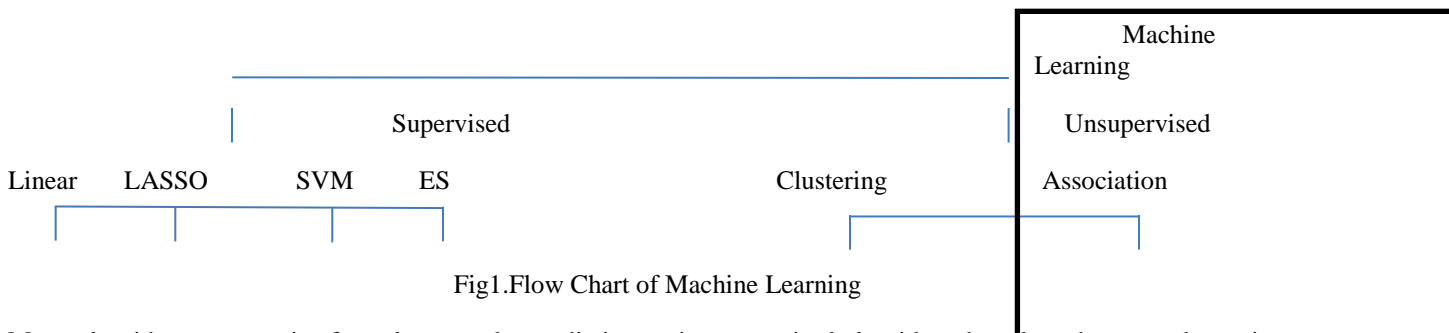 Machine
Learning
Supervised Unsupervised
Linear LASSO SVM ES Clustering Association
Fig1.Flow Chart of Machine Learning